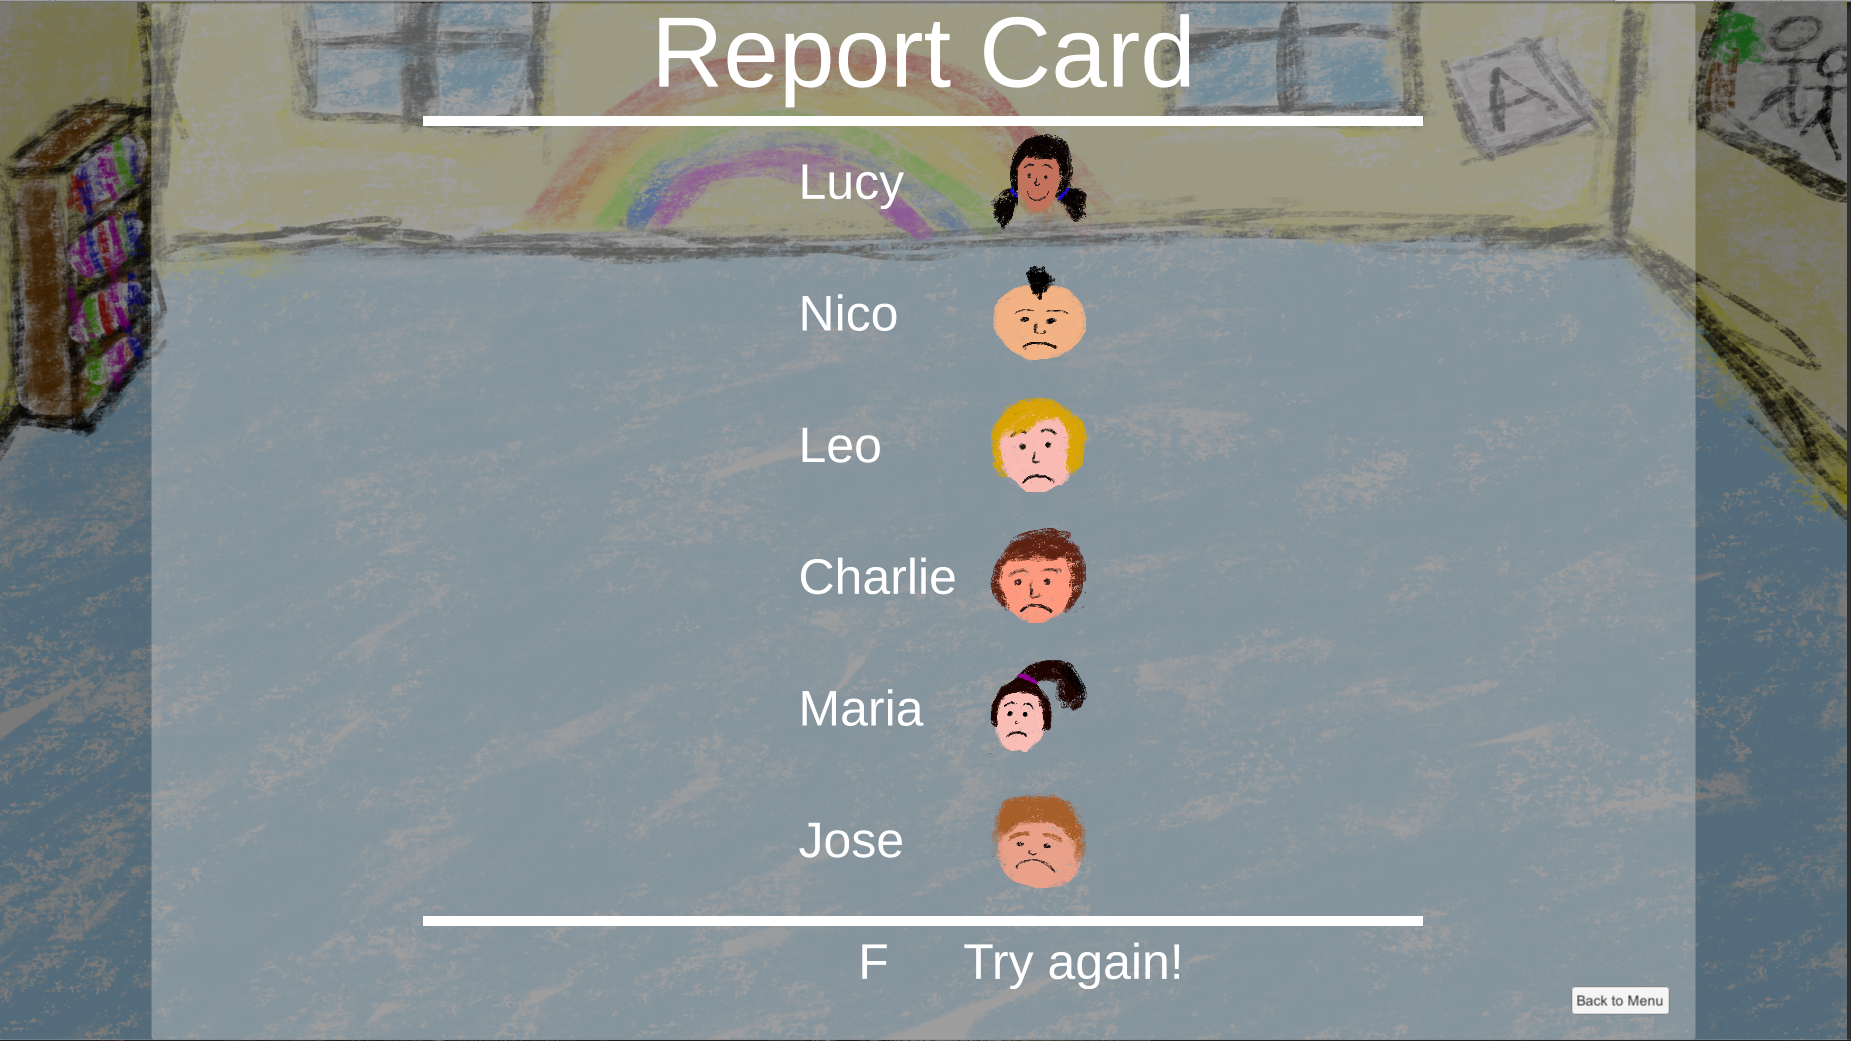 Report Card
A
Lucy
Nico
Leo
Charlie
Maria
Jose
F Try again!
Back to Menu